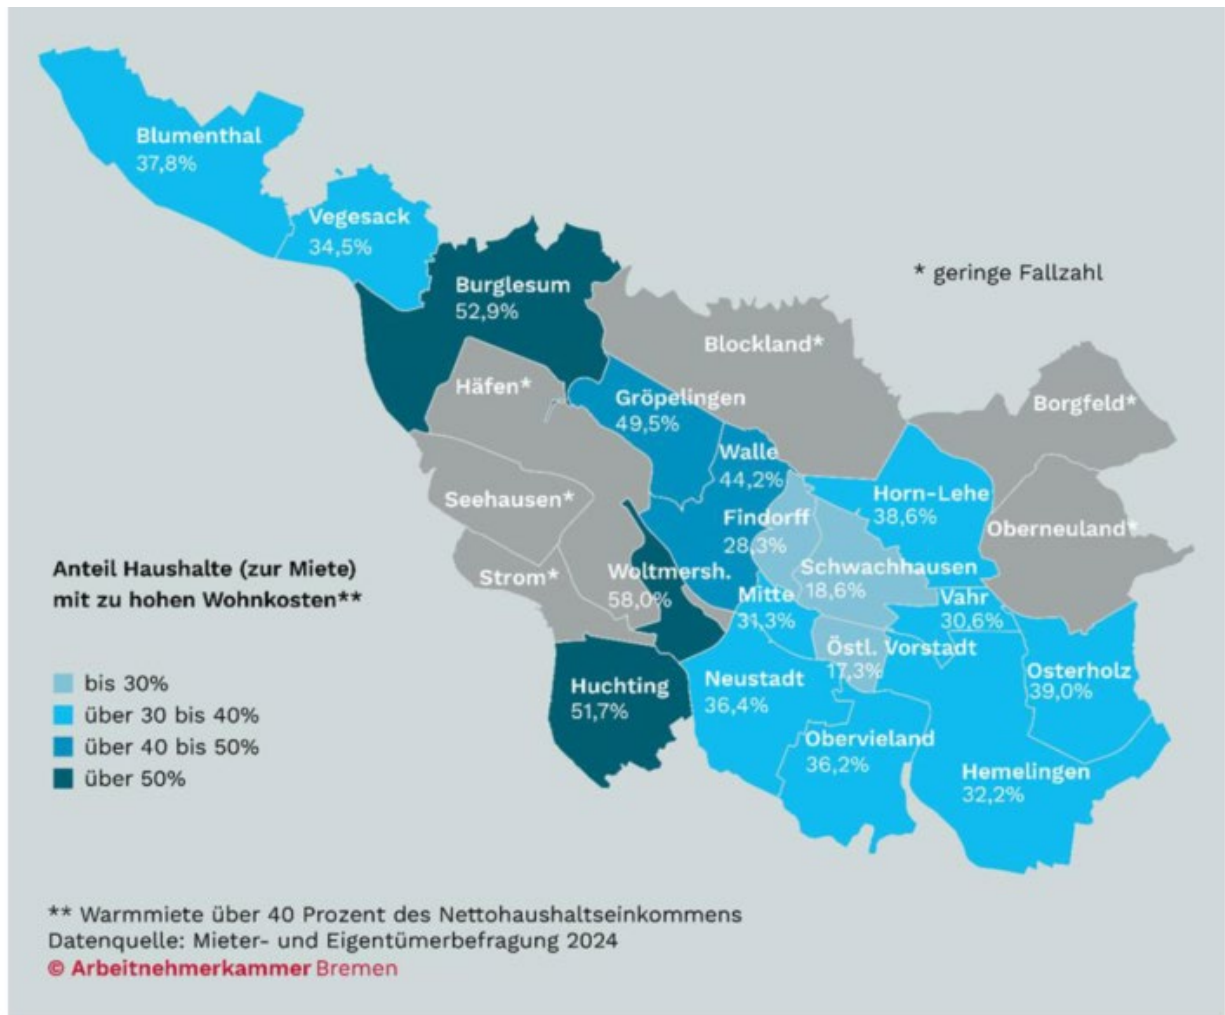 Blumenthal
37,8%
Vegesack
34,5%
Burglesum
52,9%
* geringe Fallzahl
Blockland*
Häfen*
Gröpelingen
49,5%
Borgfeld*
Walle
44,2%
Seehausen*
Horn-Lehe
38,6%
Findorff
28,3%
Oberneuland*
Strom*
Woltmersh.
58,0%
Schwachhausen
18,6%
Mitte
31,3%
Vahr
30,6%
Östl. Vorstadt
17,3%
Huchting
51,7%
Neustadt
36,4%
Osterholz
39,0%
Obervieland
36,2%
Hemelingen
32,2%
Anteil Haushalte (zur Miete)
mit zu hohen Wohnkosten**
bis 30%
über 30 bis 40%
über 40 bis 50%
über 50%
** Warmmiete über 40 Prozent des Nettohaushaltseinkommens
Datenquelle: Mieter- und Eigentümerbefragung 2024
© Arbeitnehmerkammer Bremen